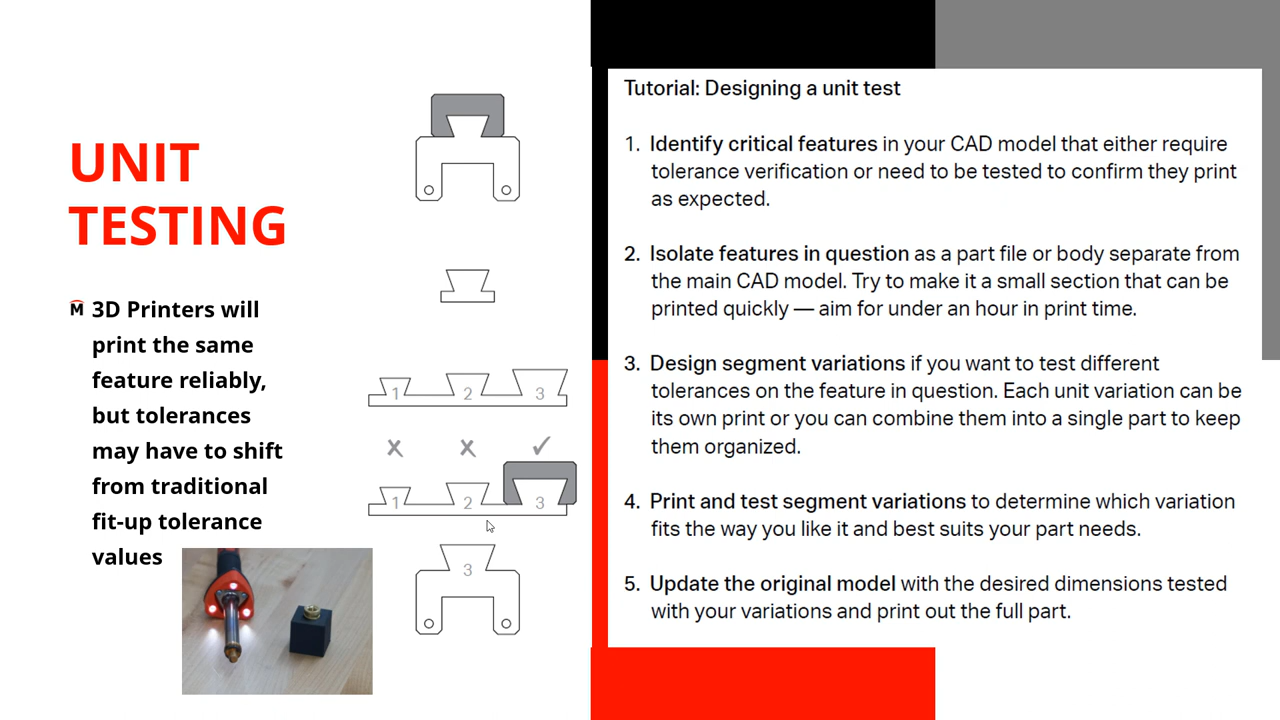 UNIT
TESTING
M 3D Printers will
print the same
feature reliably,
but tolerances
may have to shift
from traditional
fit-up tolerance
values
1 2 3
x x ✓
1 2 3
3
Tutorial: Designing a unit test
1. Identify critical features in your CAD model that either require
tolerance verification or need to be tested to confirm they print
as expected.
2. Isolate features in question as a part file or body separate from
the main CAD model. Try to make it a small section that can be
printed quickly — aim for under an hour in print time.
3. Design segment variations if you want to test different
tolerances on the feature in question. Each unit variation can be
its own print or you can combine them into a single part to keep
them organized.
4. Print and test segment variations to determine which variation
fits the way you like it and best suits your part needs.
5. Update the original model with the desired dimensions tested
with your variations and print out the full part.